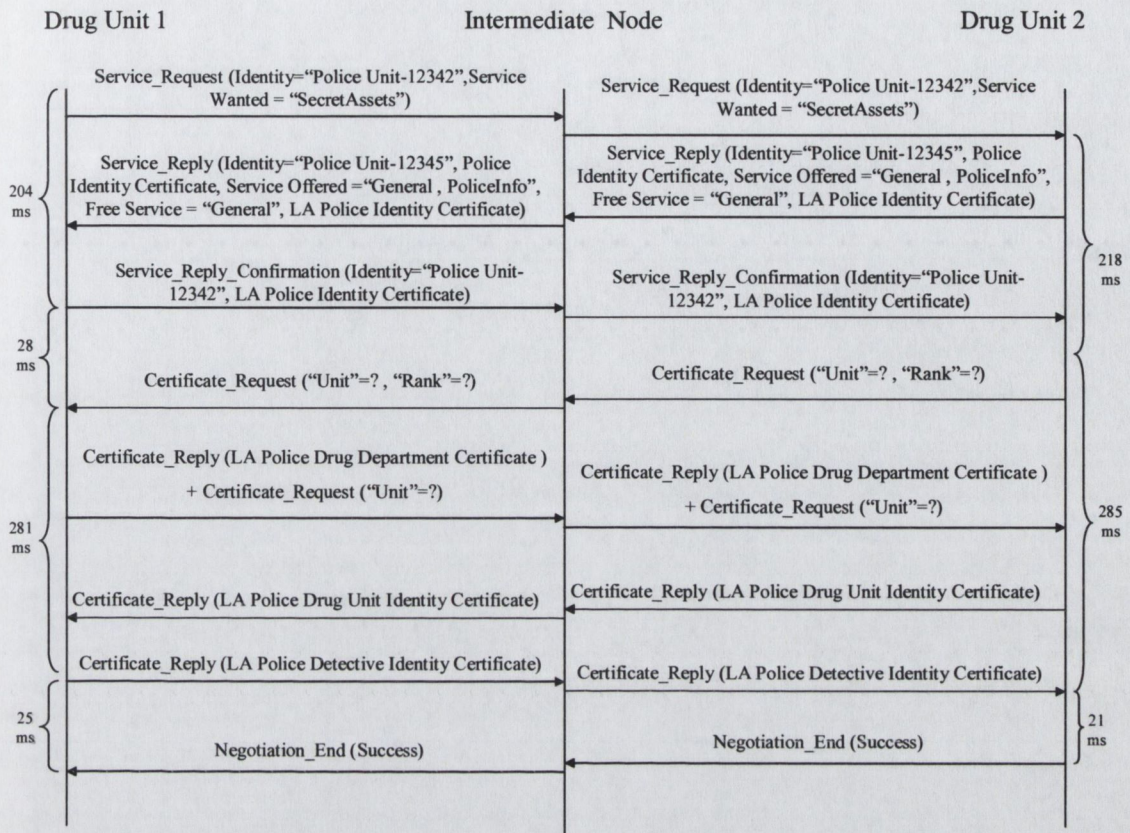 Drug Unit 1
Intermediate Node
Drug Unit 2
Service_Request (Identity=“Police Unit-12342”,Service
Wanted = “SecretAssets”)
Service_Request (Identity=“Police Unit-12342”,Service
Wanted = “SecretAssets”)
Service_Reply (Identity=“Police Unit-12345”, Police
Identity Certificate, Service Offered =“General , PoliceInfo”,
Free Service = “General”, LA Police Identity Certificate)
Service_Reply (Identity=“Police Unit-12345”, Police
Identity Certificate, Service Offered =“General , PoliceInfo”,
Free Service = “General”, LA Police Identity Certificate)
204
ms
Service_Reply_Confirmation (Identity=“Police Unit-
12342”, LA Police Identity Certificate)
Service_Reply_Confirmation (Identity=“Police Unit-
12342”, LA Police Identity Certificate)
218
ms
28
ms
Certificate_Request (“Unit”=? , “Rank”=?)
Certificate_Request (“Unit”=? , “Rank”=?)
Certificate_Reply (LA Police Drug Department Certificate )
+ Certificate_Request (“Unit”=?)
Certificate_Reply (LA Police Drug Department Certificate )
+ Certificate_Request (“Unit”=?)
281
ms
285
ms
Certificate_Reply (LA Police Drug Unit Identity Certificate)
Certificate_Reply (LA Police Drug Unit Identity Certificate)
Certificate_Reply (LA Police Detective Identity Certificate)
Certificate_Reply (LA Police Detective Identity Certificate)
25
ms
21
ms
Negotiation_End (Success)
Negotiation_End (Success)